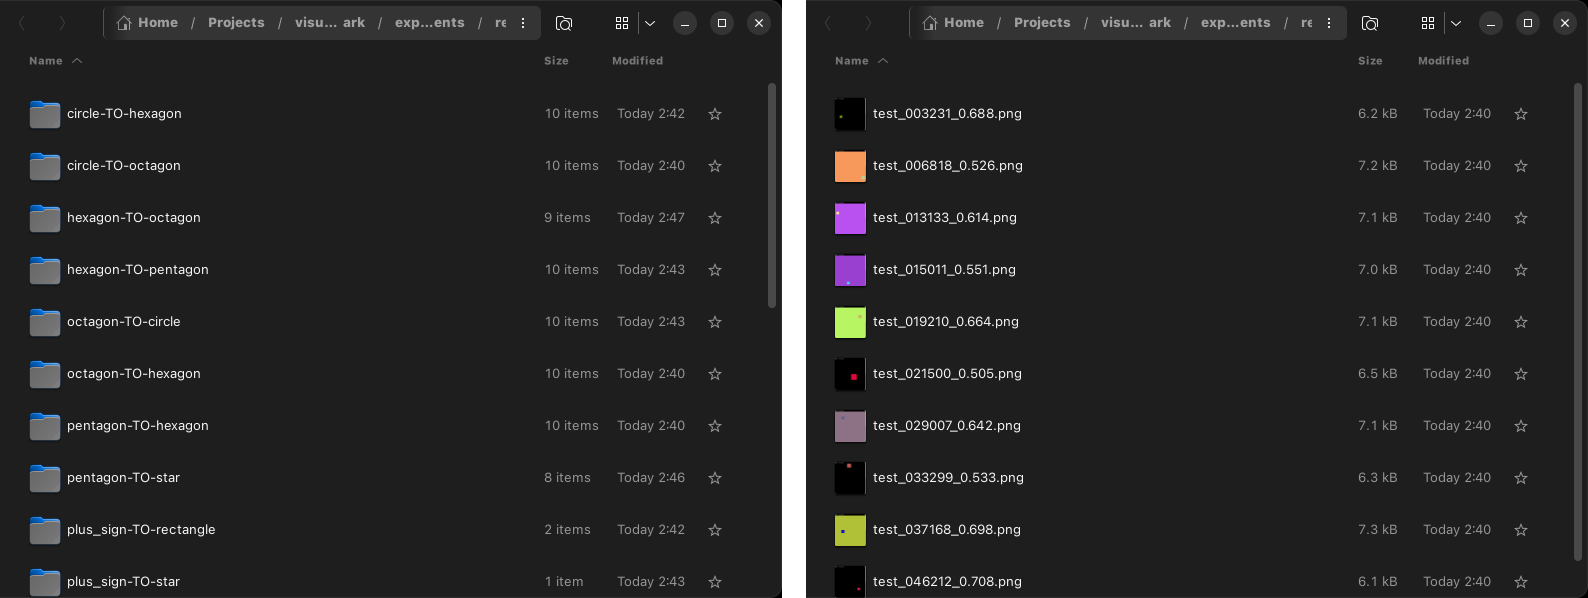 Home / Projects / visu... ark / exp...ents / re
Name Size Modified
circle-TO-hexagon 10 items Today 2:42
circle-TO-octagon 10 items Today 2:40
hexagon-TO-octagon 9 items Today 2:47
hexagon-TO-pentagon 10 items Today 2:43
octagon-TO-circle 10 items Today 2:43
octagon-TO-hexagon 10 items Today 2:40
pentagon-TO-hexagon 10 items Today 2:40
pentagon-TO-star 8 items Today 2:46
plus_sign-TO-rectangle 2 items Today 2:42
plus_sign-TO-star 1 item Today 2:43
Home / Projects / visu... ark / exp...ents / re
Name Size Modified
test_003231_0.688.png 6.2 kB Today 2:40
test_006818_0.526.png 7.2 kB Today 2:40
test_013133_0.614.png 7.1 kB Today 2:40
test_015011_0.551.png 7.0 kB Today 2:40
test_019210_0.664.png 7.1 kB Today 2:40
test_021500_0.505.png 6.5 kB Today 2:40
test_029007_0.642.png 7.1 kB Today 2:40
test_033299_0.533.png 6.3 kB Today 2:40
test_037168_0.698.png 7.3 kB Today 2:40
test_046212_0.708.png 6.1 kB Today 2:40